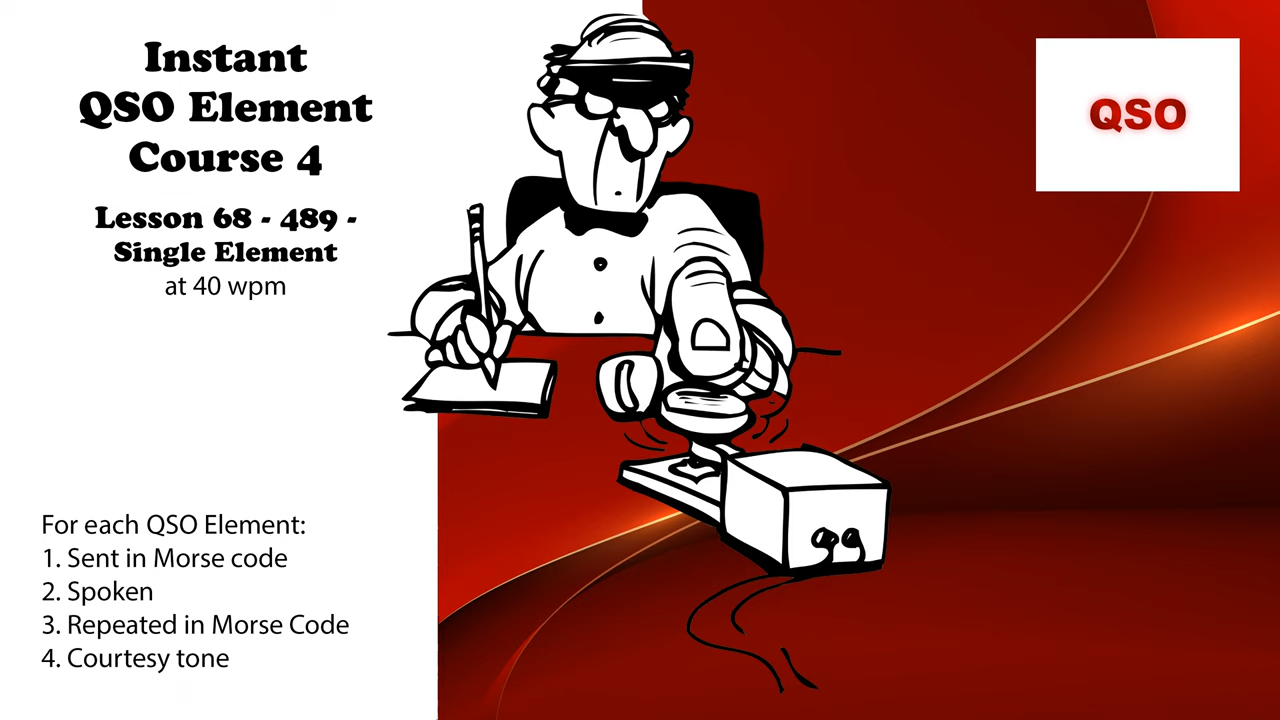 Instant
QSO Element
Course 4
Lesson 68 - 489 -
Single Element
at 40 wpm
QSO
For each QSO Element:
1. Sent in Morse code
2. Spoken
3. Repeated in Morse Code
4. Courtesy tone